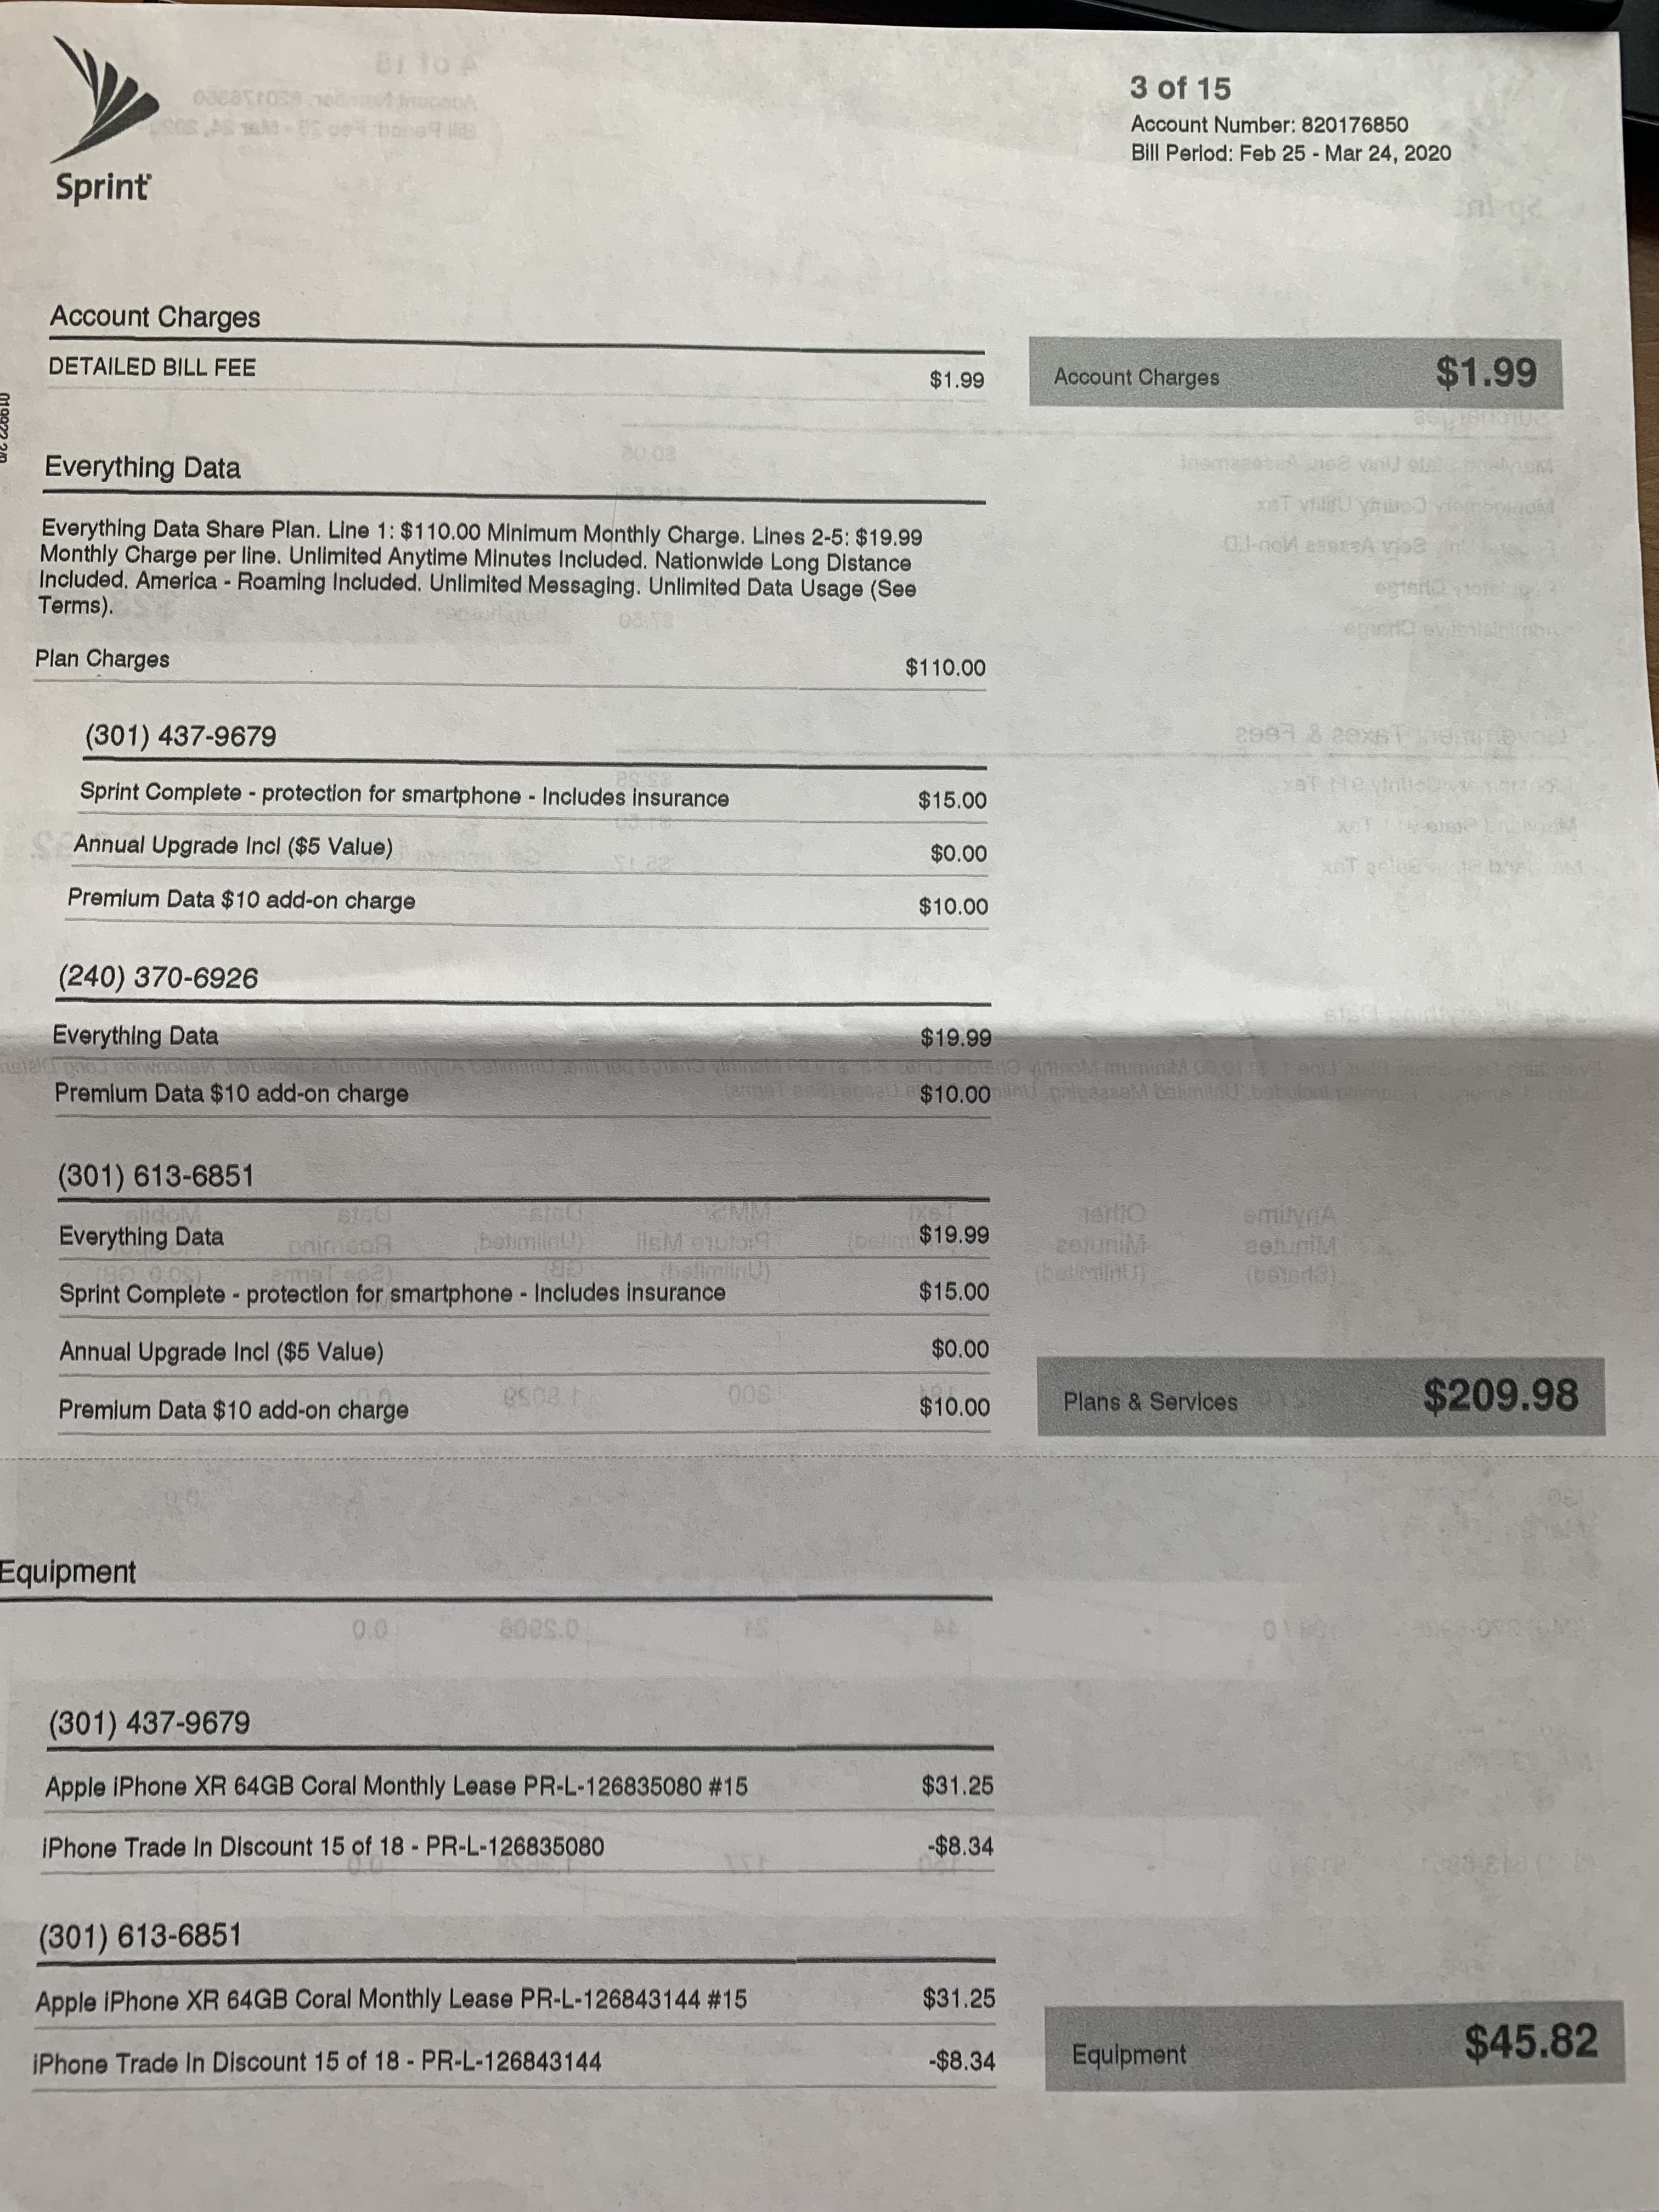 Sprint
3 of 15
Account Number: 820176850
Bill Period: Feb 25 - Mar 24, 2020
Account Charges
DETAILED BILL FEE $1.99
Account Charges $1.99
Everything Data
Everything Data Share Plan. Line 1: $110.00 Minimum Monthly Charge. Lines 2-5: $19.99
Monthly Charge per line. Unlimited Anytime Minutes Included. Nationwide Long Distance
Included. America - Roaming Included. Unlimited Messaging. Unlimited Data Usage (See
Terms).
Plan Charges $110.00
(301) 437-9679
Sprint Complete - protection for smartphone - Includes insurance $15.00
Annual Upgrade Incl ($5 Value) $0.00
Premium Data $10 add-on charge $10.00
(240) 370-6926
Everything Data $19.99
Premium Data $10 add-on charge $10.00
(301) 613-6851
Everything Data $19.99
Sprint Complete - protection for smartphone - Includes insurance $15.00
Annual Upgrade Incl ($5 Value) $0.00
Premium Data $10 add-on charge $10.00
Plans & Services $209.98
Equipment
(301) 437-9679
Apple iPhone XR 64GB Coral Monthly Lease PR-L-126835080 #15 $31.25
iPhone Trade In Discount 15 of 18 - PR-L-126835080 -$8.34
(301) 613-6851
Apple iPhone XR 64GB Coral Monthly Lease PR-L-126843144 #15 $31.25
iPhone Trade In Discount 15 of 18 - PR-L-126843144 -$8.34
Equipment $45.82